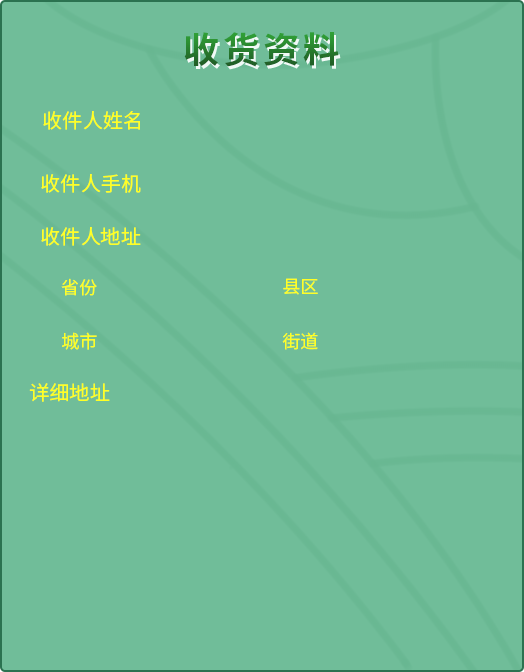 收货资料
收件人姓名
收件人手机
收件人地址
省份 县区
城市 街道
详细地址